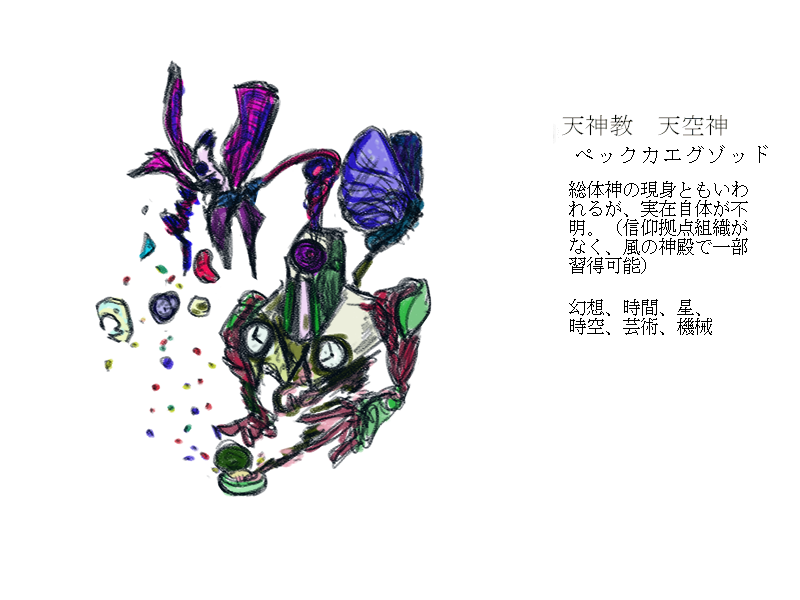 天神教　天空神
ペックカエグゾッド
総体神の現身ともいわ
れるが、実在自体が不
明。（信仰拠点組織が
なく、風の神殿で一部
習得可能）
幻想、時間、星、
時空、芸術、機械